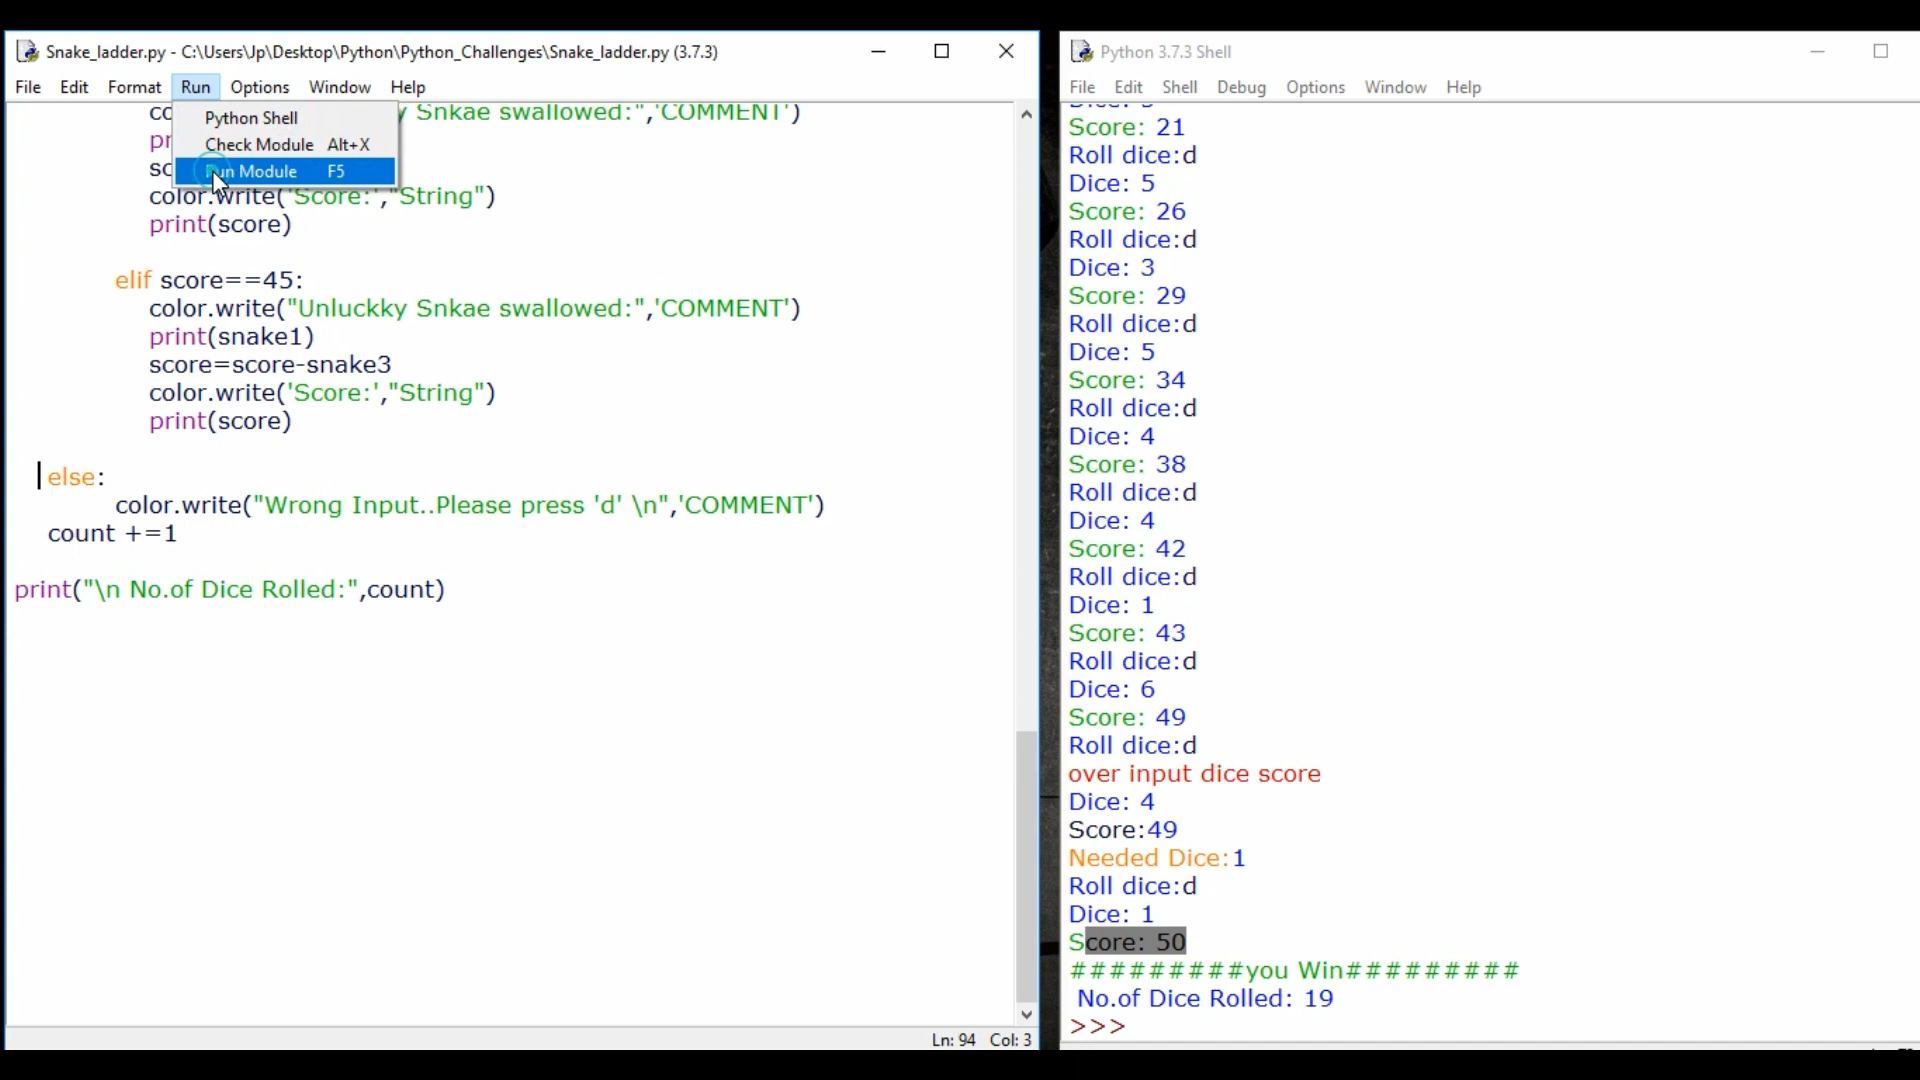 Snake_ladder.py - C:\Users\Jp\Desktop\Python\Python_Challenges\Snake_ladder.py (3.7.3)
File Edit Format Run Options Window Help
Python Shell
Check Module Alt+X
Run Module F5
co y Snkae swallowed:",'COMMENT')
pr
sc
color.write('Score:',"String")
print(score)
elif score==45:
color.write("Unluckky Snkae swallowed:",'COMMENT')
print(snake1)
score=score-snake3
color.write('Score:',"String")
print(score)
else:
color.write("Wrong Input..Please press 'd' \n",'COMMENT')
count +=1
print("\n No.of Dice Rolled:",count)
Ln: 94 Col: 3
Python 3.7.3 Shell
File Edit Shell Debug Options Window Help
Score: 21
Roll dice:d
Dice: 5
Score: 26
Roll dice:d
Dice: 3
Score: 29
Roll dice:d
Dice: 5
Score: 34
Roll dice:d
Dice: 4
Score: 38
Roll dice:d
Dice: 4
Score: 42
Roll dice:d
Dice: 1
Score: 43
Roll dice:d
Dice: 6
Score: 49
Roll dice:d
over input dice score
Dice: 4
Score:49
Needed Dice:1
Roll dice:d
Dice: 1
Score: 50
#########you Win#########
No.of Dice Rolled: 19
>>>